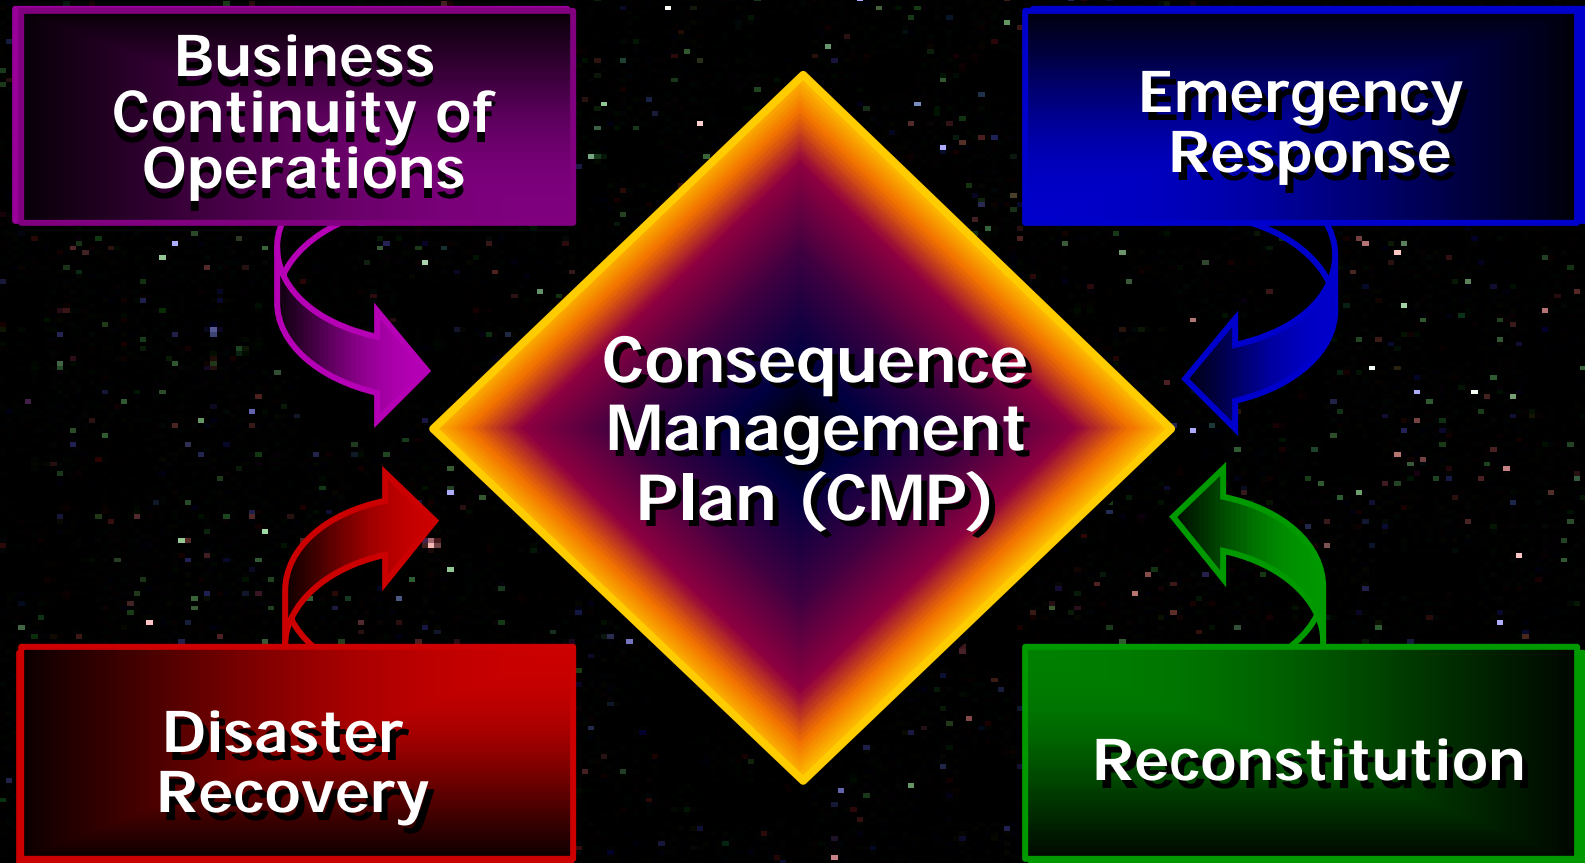 Business
Continuity of
Operations
Emergency
Response
Consequence
Management
Plan (CMP)
Disaster
Recovery
Reconstitution